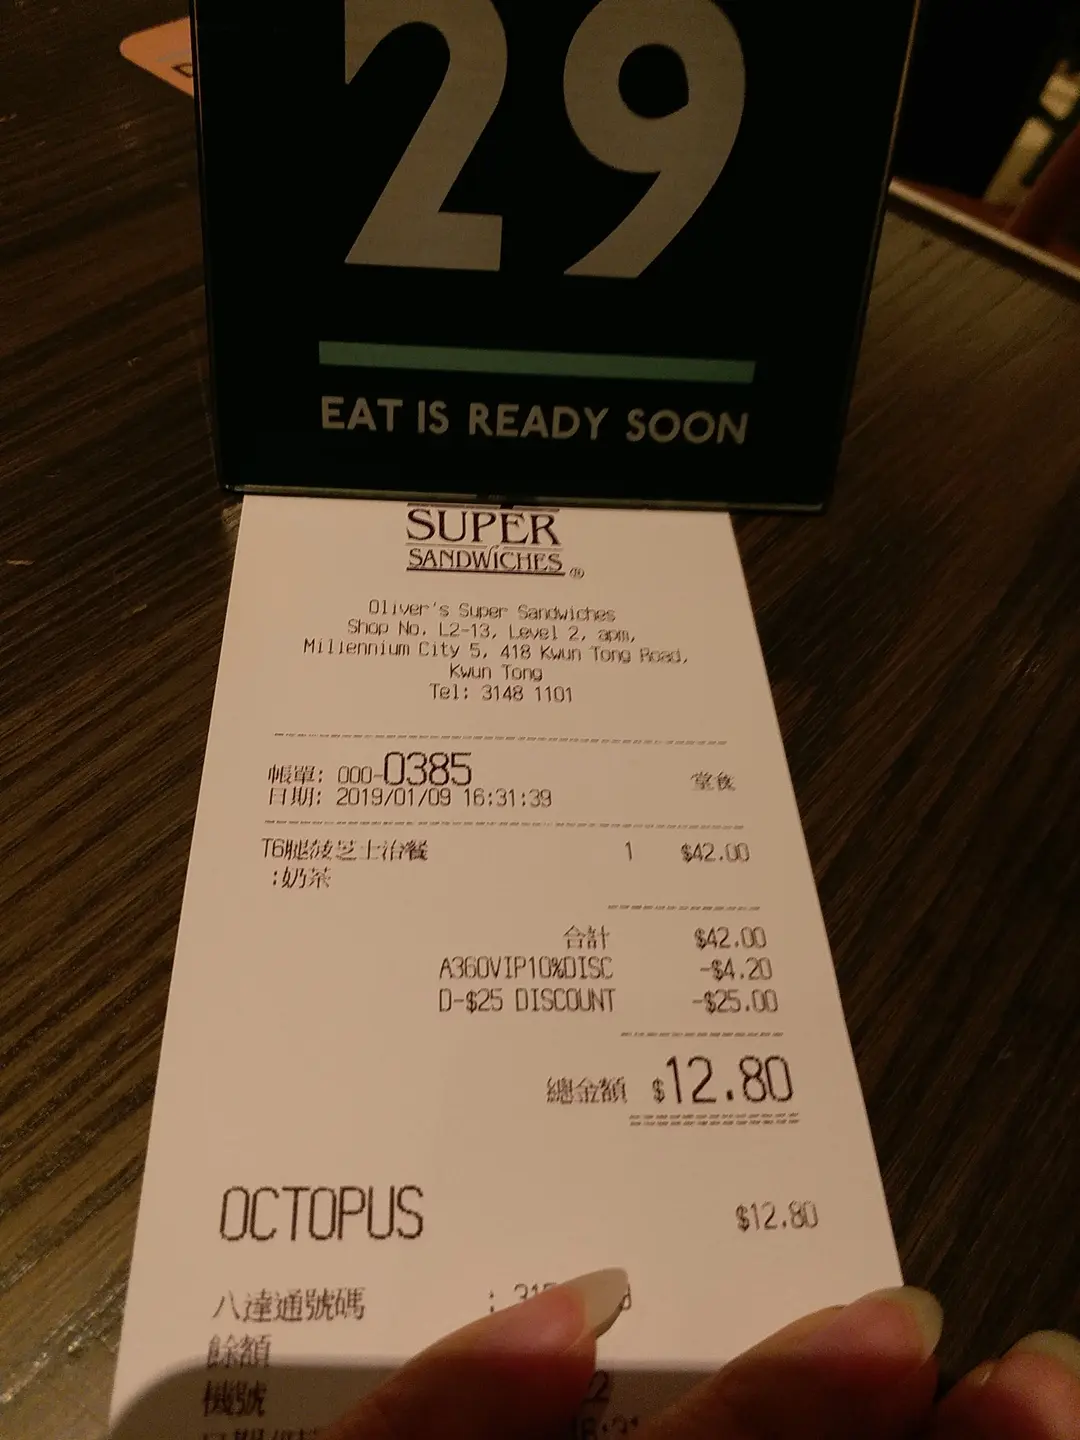 29
EAT IS READY SOON
SUPER
SANDWICHES ®
Oliver's Super Sandwiches
Shop No. L2-13, Level 2, apm,
Millennium City 5, 418 Kwun Tong Road,
Kwun Tong
Tel: 3148 1101
帳單: 000-0385 堂食
日期: 2019/01/09 16:31:39
T6腿菠芝士治餐 1 $42.00
:奶茶
合計 $42.00
A360VIP10%DISC -$4.20
D-$25 DISCOUNT -$25.00
總金額 $12.80
OCTOPUS $12.80
八達通號碼 :
餘額
機號